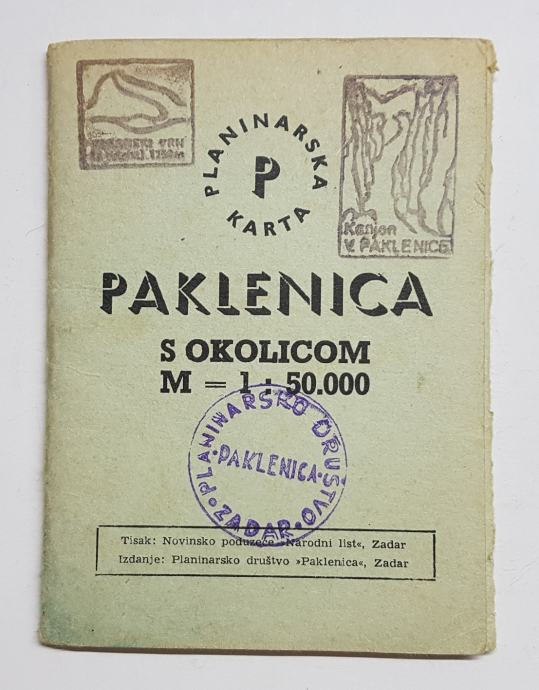 PLANINARSKA
P
KARTA
Kanjon
V. PAKLENICE
PAKLENICA
S OKOLICOM
M = 1 : 50.000
PLANINARSKO DRUŠTVO
·PAKLENICA·
· ZADAR ·
Tisak: Novinsko poduzeće »Narodni list«, Zadar
Izdanje: Planinarsko društvo »Paklenica«, Zadar